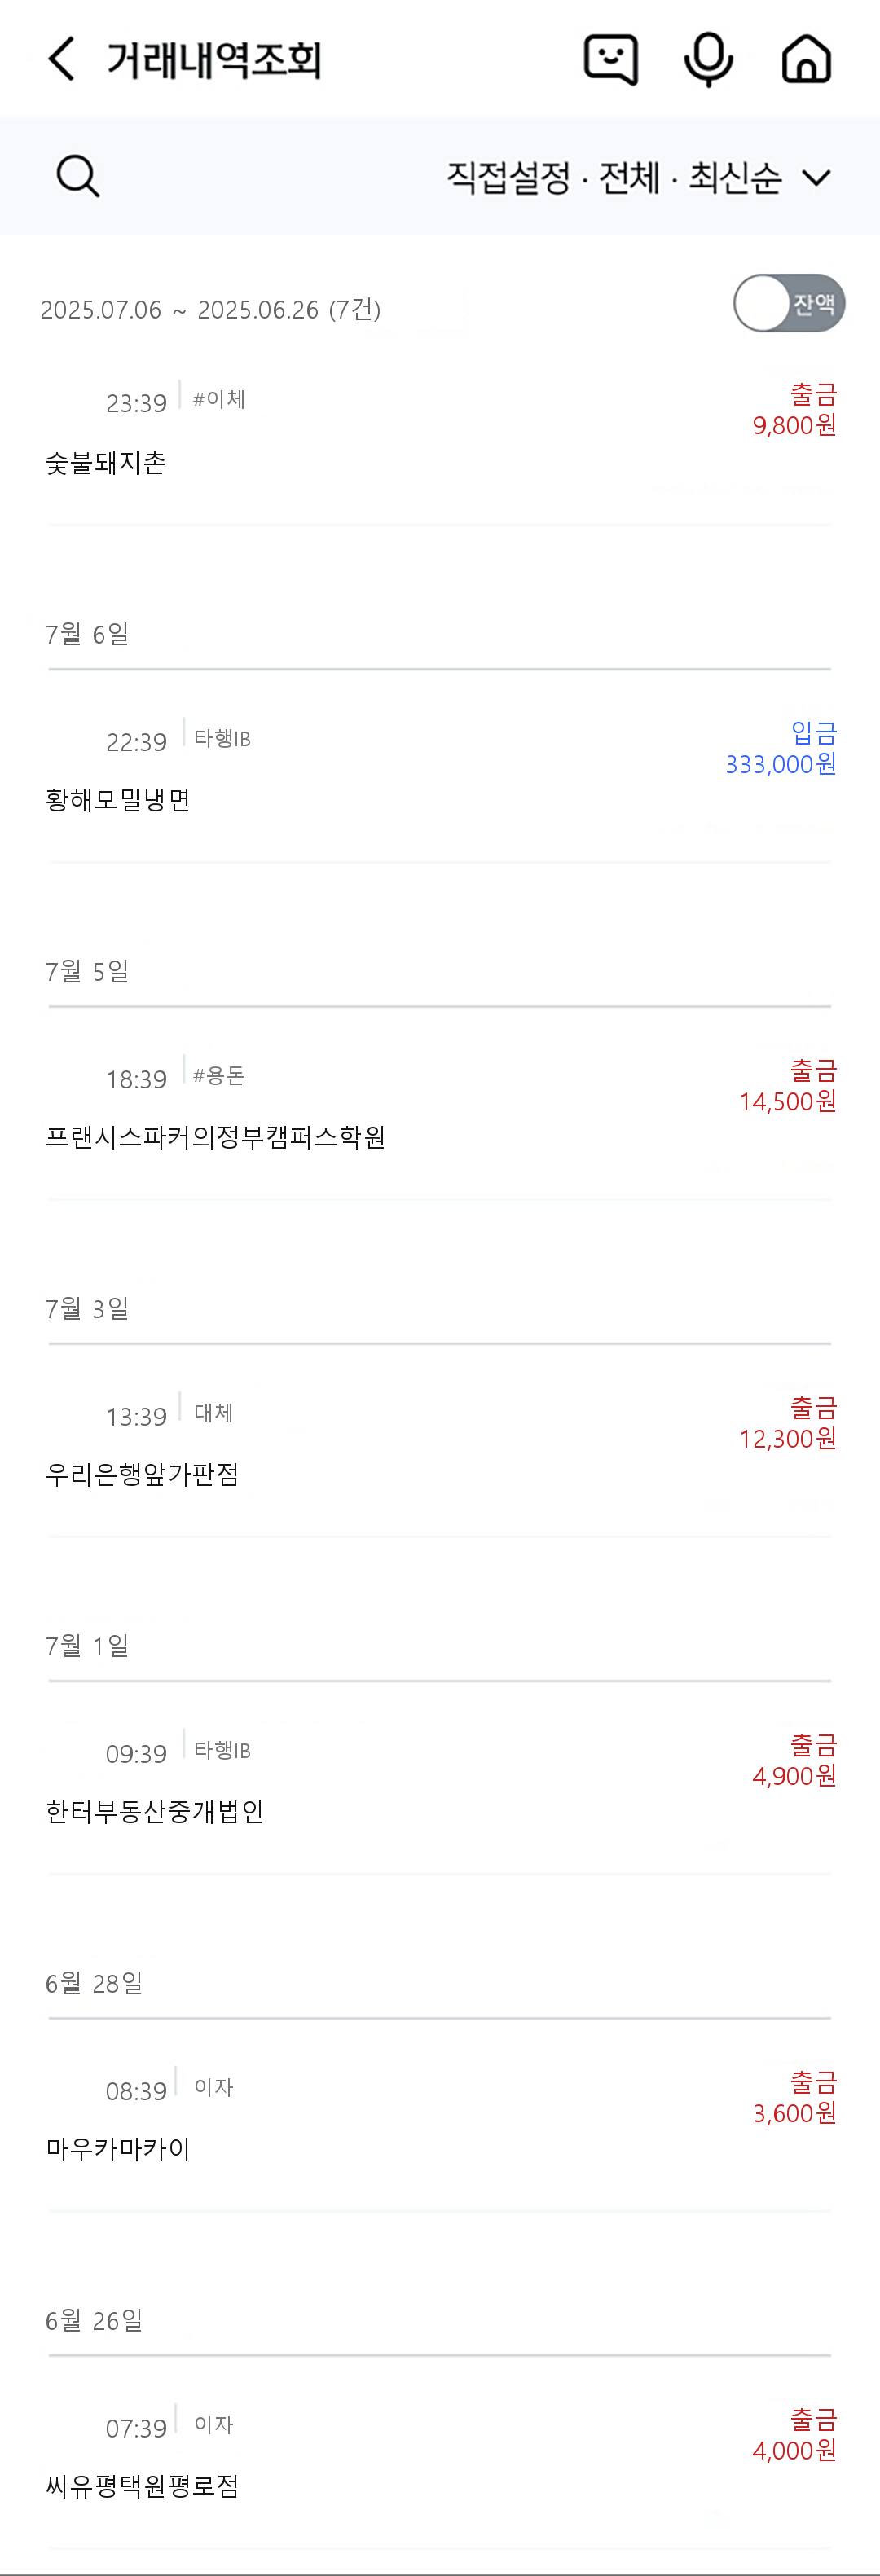 거래내역조회
직접설정 · 전체 · 최신순
2025.07.06 ~ 2025.06.26 (7건)
잔액
23:39 #이체
출금
9,800원
숯불돼지촌
7월 6일
22:39 타행IB
입금
333,000원
황해모밀냉면
7월 5일
18:39 #용돈
출금
14,500원
프랜시스파커의정부캠퍼스학원
7월 3일
13:39 대체
출금
12,300원
우리은행앞가판점
7월 1일
09:39 타행IB
출금
4,900원
한터부동산중개법인
6월 28일
08:39 이자
출금
3,600원
마우카마카이
6월 26일
07:39 이자
출금
4,000원
씨유평택원평로점